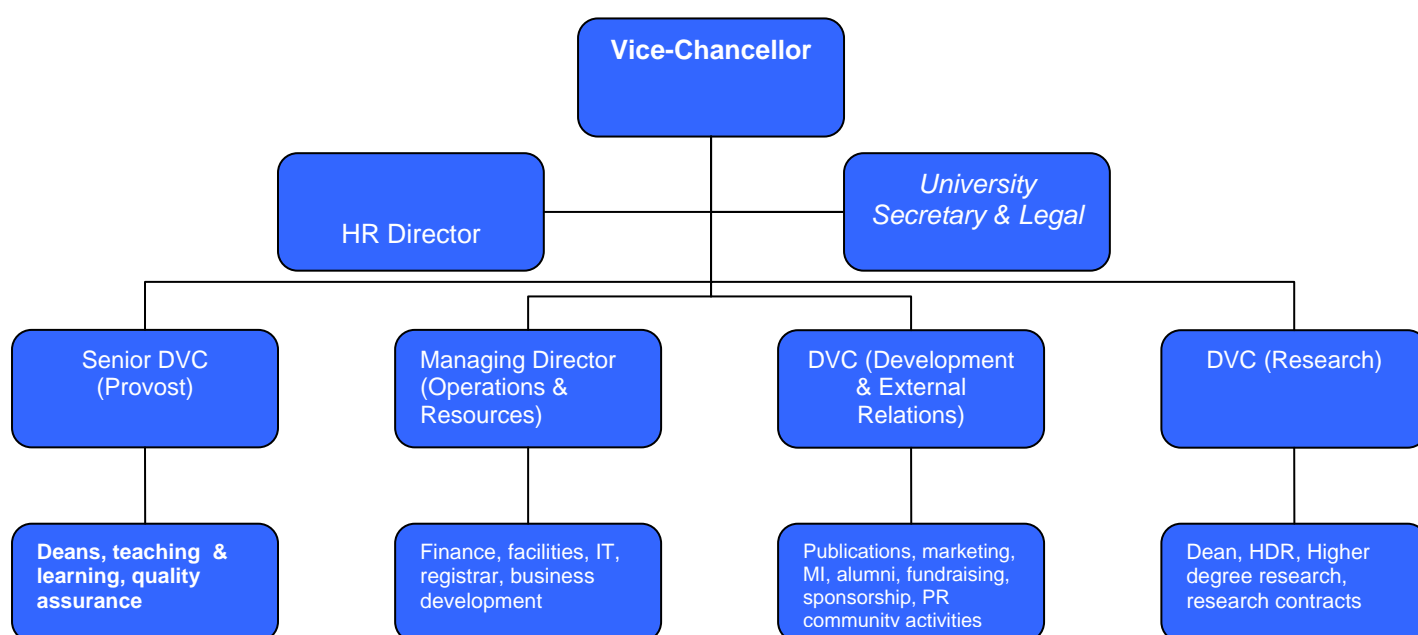 Vice-Chancellor
HR Director
University
Secretary & Legal
Senior DVC
(Provost)
Managing Director
(Operations &
Resources)
DVC (Development
& External
Relations)
DVC (Research)
Deans, teaching &
learning, quality
assurance
Finance, facilities, IT,
registrar, business
development
Publications, marketing,
MI, alumni, fundraising,
sponsorship, PR
community activities
Dean, HDR, Higher
degree research,
research contracts